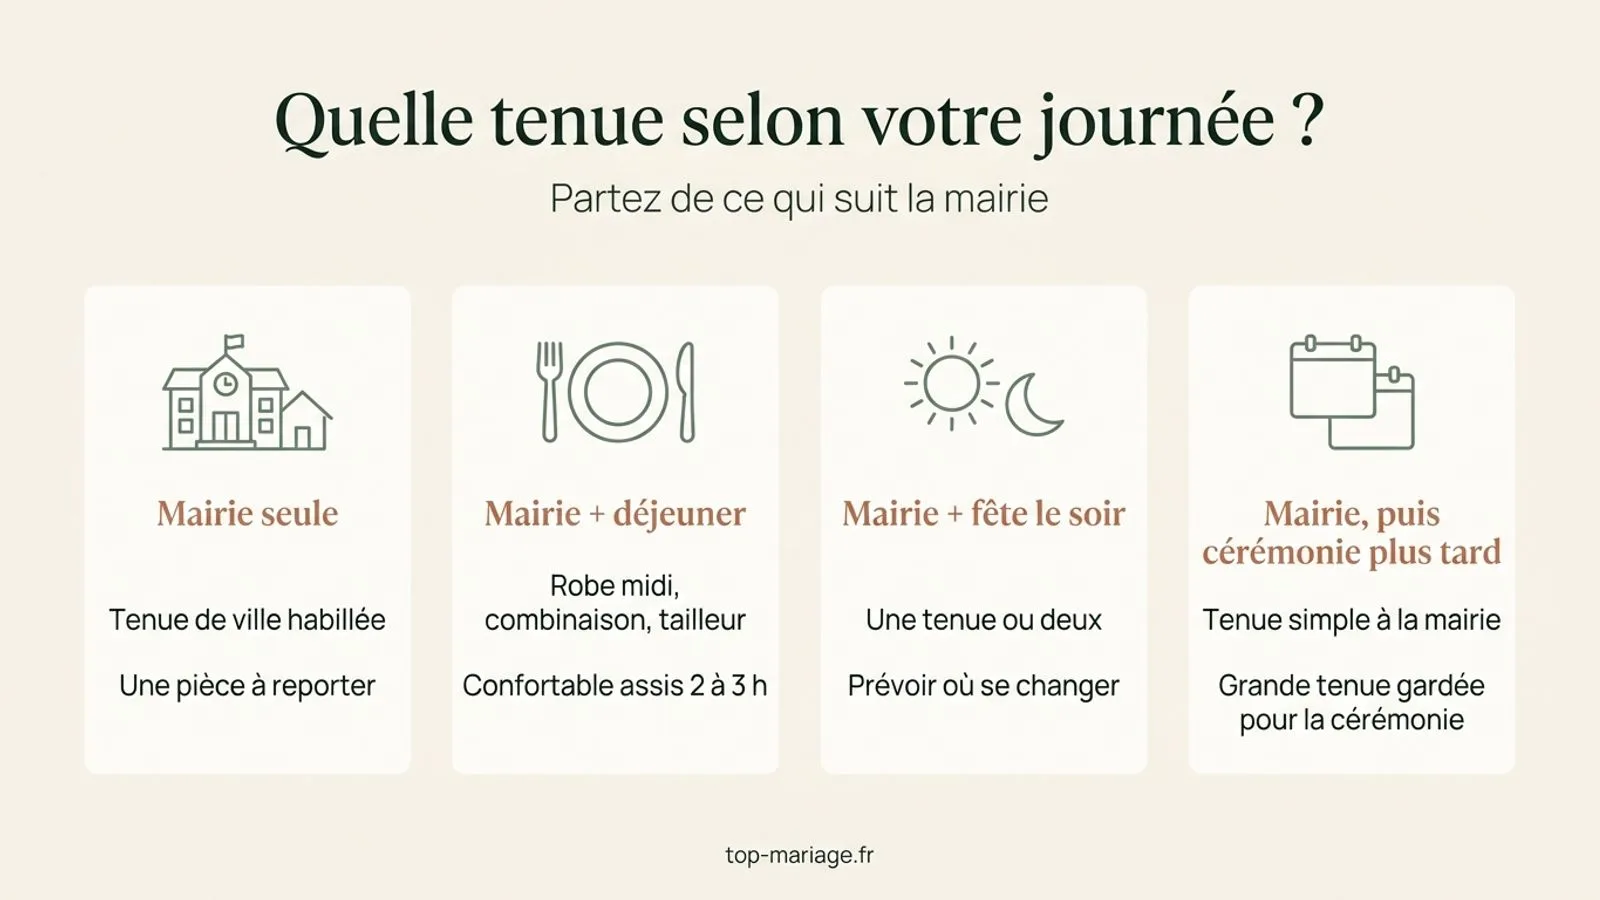 Quelle tenue selon votre journée ?
Partez de ce qui suit la mairie
Mairie seule
Tenue de ville habillée
Une pièce à reporter
Mairie + déjeuner
Robe midi,
combinaison, tailleur
Confortable assis 2 à 3 h
Mairie + fête le soir
Une tenue ou deux
Prévoir où se changer
Mairie, puis
cérémonie plus tard
Tenue simple à la mairie
Grande tenue gardée
pour la cérémonie
top-mariage.fr